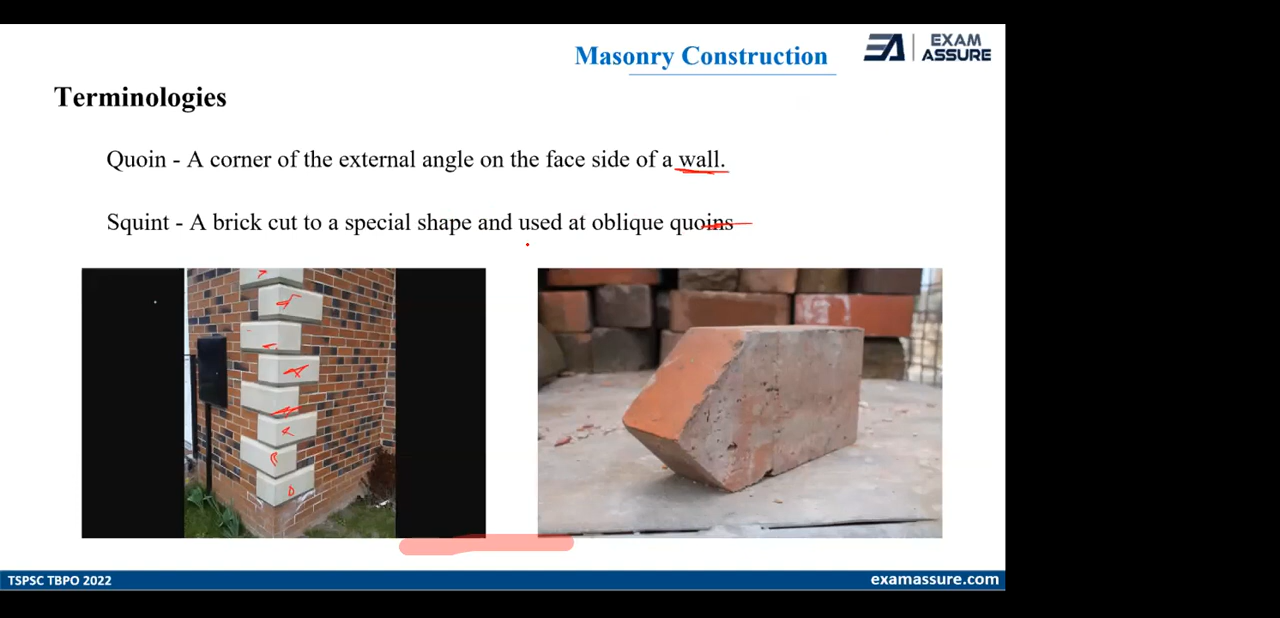 Masonry Construction
EXAM
ASSURE
Terminologies
Quoin - A corner of the external angle on the face side of a wall.
Squint - A brick cut to a special shape and used at oblique quoins
TSPSC TBPO 2022
examassure.com